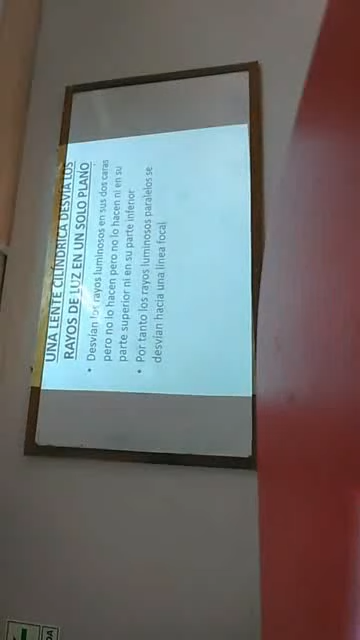 UNA LENTE CILÍNDRICA DESVÍA LOS
RAYOS DE LUZ EN UN SOLO PLANO
• Desvían los rayos luminosos en sus dos caras
pero no lo hacen pero no lo hacen ni en su
parte superior ni en su parte inferior
• Por tanto los rayos luminosos paralelos se
desvían hacia una línea focal